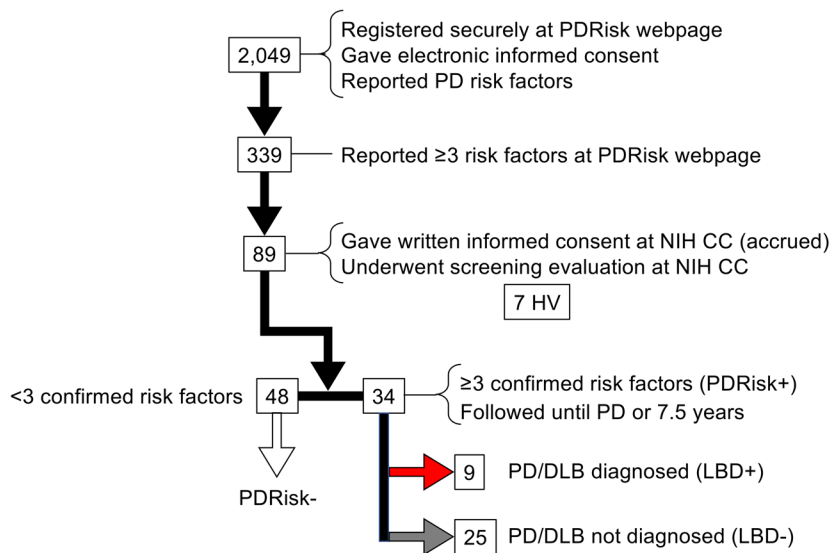 2,049
Registered securely at PDRisk webpage
Gave electronic informed consent
Reported PD risk factors
339
Reported ≥3 risk factors at PDRisk webpage
89
Gave written informed consent at NIH CC (accrued)
Underwent screening evaluation at NIH CC
7 HV
<3 confirmed risk factors
48
34
≥3 confirmed risk factors (PDRisk+)
Followed until PD or 7.5 years
PDRisk-
9
PD/DLB diagnosed (LBD+)
25
PD/DLB not diagnosed (LBD-)